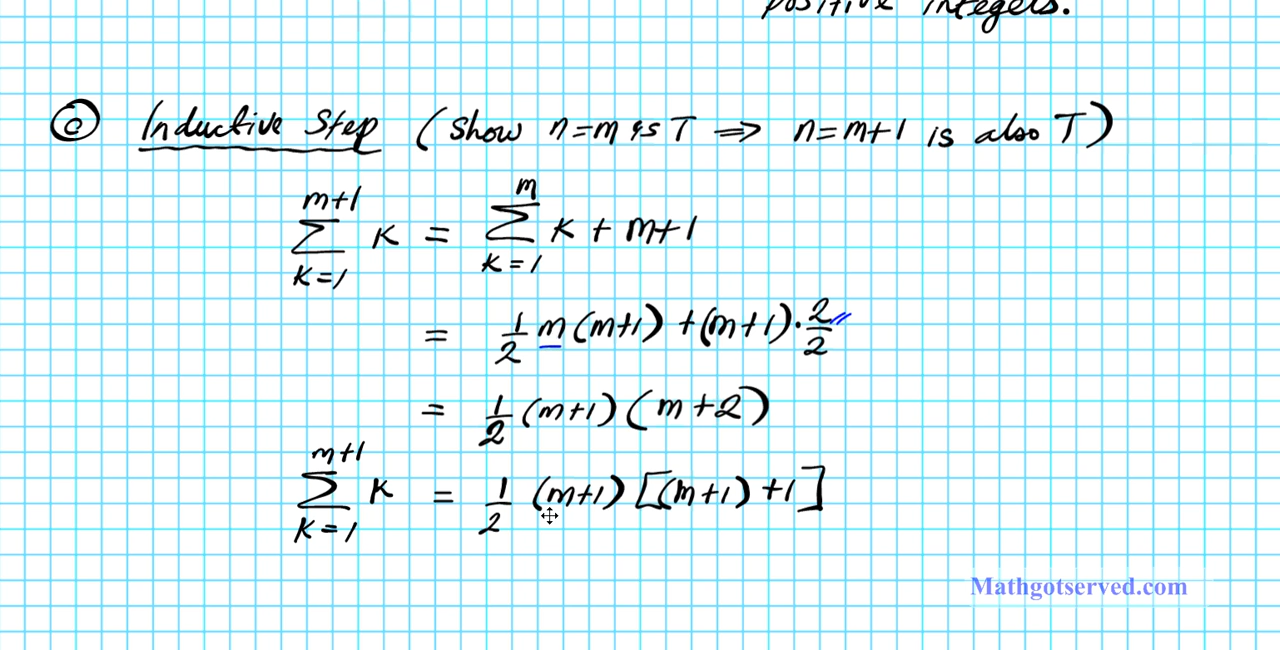 positive integers.
ⓒ Inductive Step (show n=m is T ⟹ n=m+1 is also T)
m+1 ∑ k=1 k = m ∑ k=1 k + m+1
= 1/2 m(m+1) + (m+1)·2/2
= 1/2 (m+1)(m+2)
m+1 ∑ k=1 k = 1/2 (m+1)[(m+1)+1]
Mathgotserved.com